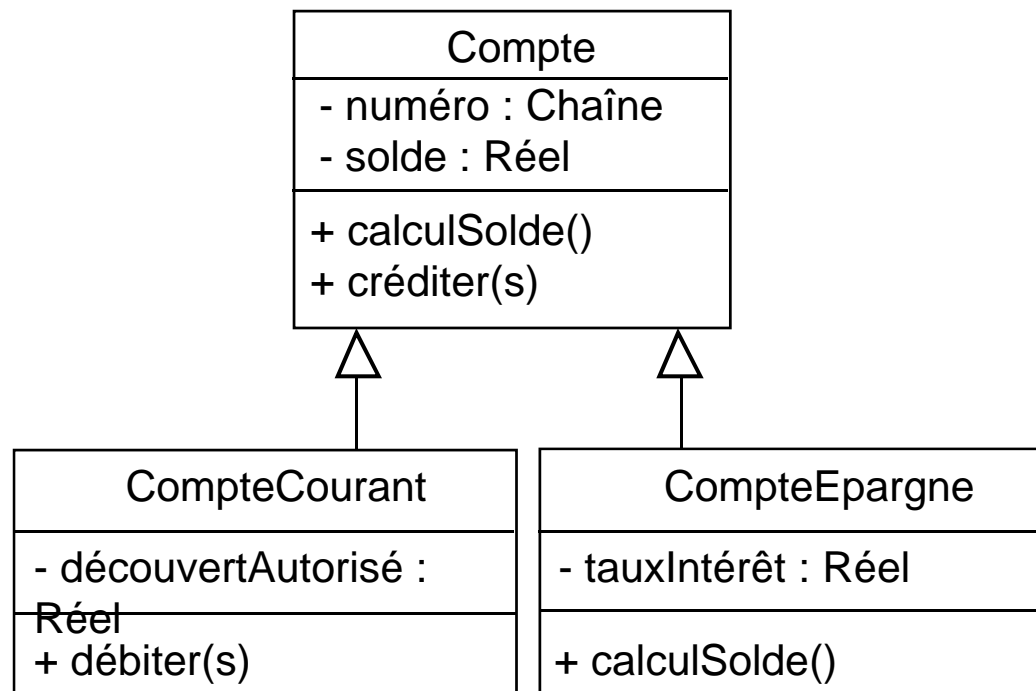 Compte
- numéro : Chaîne
- solde : Réel
+ calculSolde()
+ créditer(s)
CompteCourant
- découvertAutorisé :
Réel
+ débiter(s)
CompteEpargne
- tauxIntérêt : Réel
+ calculSolde()